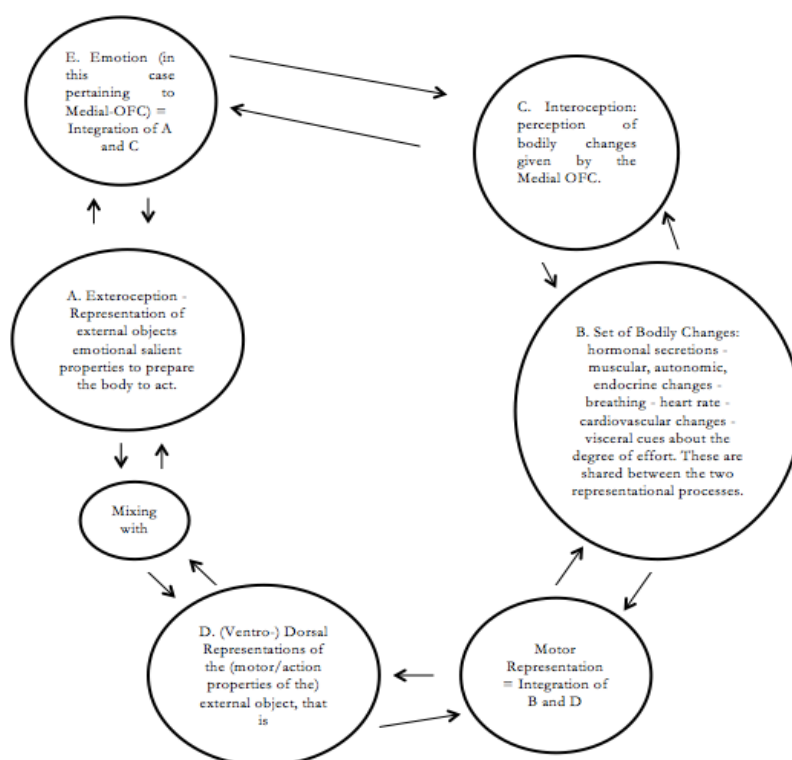 E. Emotion (in
this case
pertaining to
Medial-OFC) =
Integration of A
and C
C. Interoception:
perception of
bodily changes
given by the
Medial OFC.
A. Exteroception -
Representation of
external objects
emotional salient
properties to prepare
the body to act.
B. Set of Bodily Changes:
hormonal secretions -
muscular, autonomic,
endocrine changes -
breathing - heart rate -
cardiovascular changes -
visceral cues about the
degree of effort. These are
shared between the two
representational processes.
Mixing
with
D. (Ventro-) Dorsal
Representations of
the (motor/action
properties of the)
external object, that
is
Motor
Representation
= Integration of
B and D